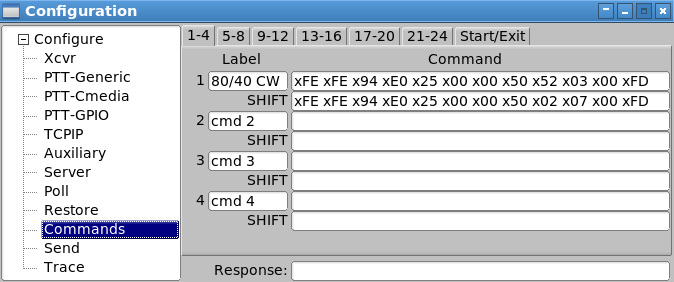 Configuration
Configure
Xcvr
PTT-Generic
PTT-Cmedia
PTT-GPIO
TCPIP
Auxiliary
Server
Poll
Restore
Commands
Send
Trace
1-4 5-8 9-12 13-16 17-20 21-24 Start/Exit
Label Command
1 80/40 CW xFE xFE x94 xE0 x25 x00 x00 x50 x52 x03 x00 xFD
SHIFT xFE xFE x94 xE0 x25 x00 x00 x50 x02 x07 x00 xFD
2 cmd 2
SHIFT
3 cmd 3
SHIFT
4 cmd 4
SHIFT
Response: